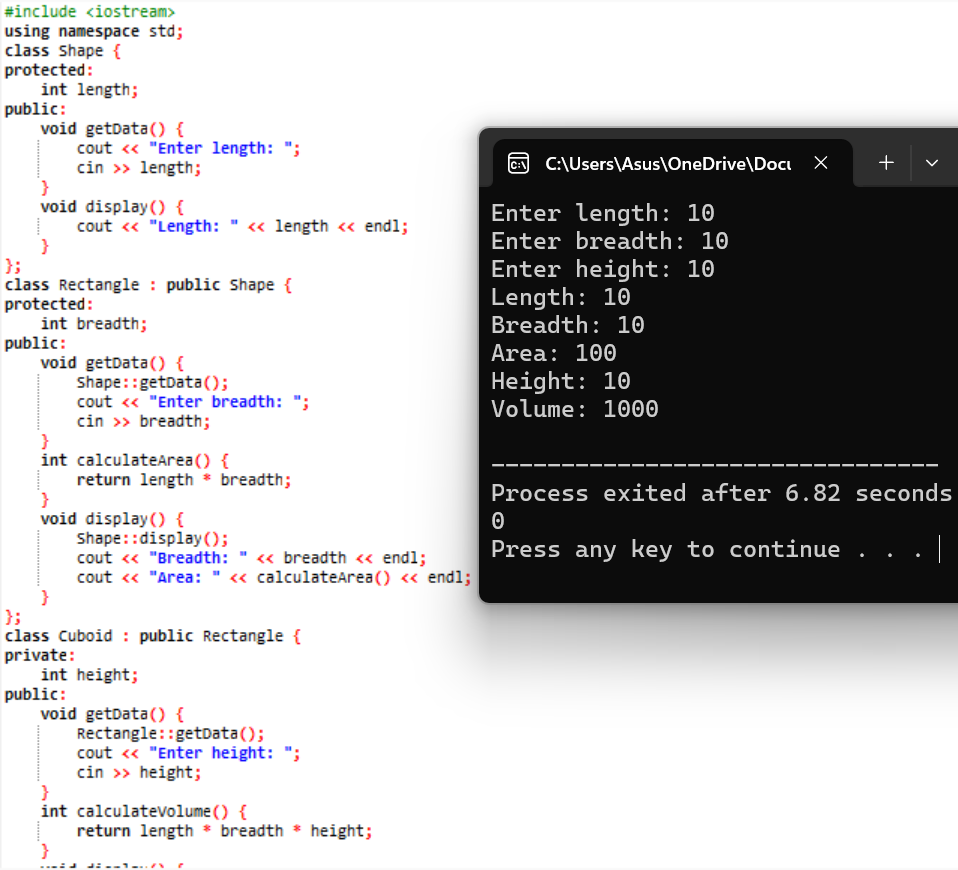 #include <iostream>
using namespace std;
class Shape {
protected:
    int length;
public:
    void getData() {
        cout << "Enter length: ";
        cin >> length;
    }
    void display() {
        cout << "Length: " << length << endl;
    }
};
class Rectangle : public Shape {
protected:
    int breadth;
public:
    void getData() {
        Shape::getData();
        cout << "Enter breadth: ";
        cin >> breadth;
    }
    int calculateArea() {
        return length * breadth;
    }
    void display() {
        Shape::display();
        cout << "Breadth: " << breadth << endl;
        cout << "Area: " << calculateArea() << endl;
    }
};
class Cuboid : public Rectangle {
private:
    int height;
public:
    void getData() {
        Rectangle::getData();
        cout << "Enter height: ";
        cin >> height;
    }
    int calculateVolume() {
        return length * breadth * height;
    }
C:\Users\Asus\OneDrive\Docu
Enter length: 10
Enter breadth: 10
Enter height: 10
Length: 10
Breadth: 10
Area: 100
Height: 10
Volume: 1000
--------------------------------
Process exited after 6.82 seconds
0
Press any key to continue . . .